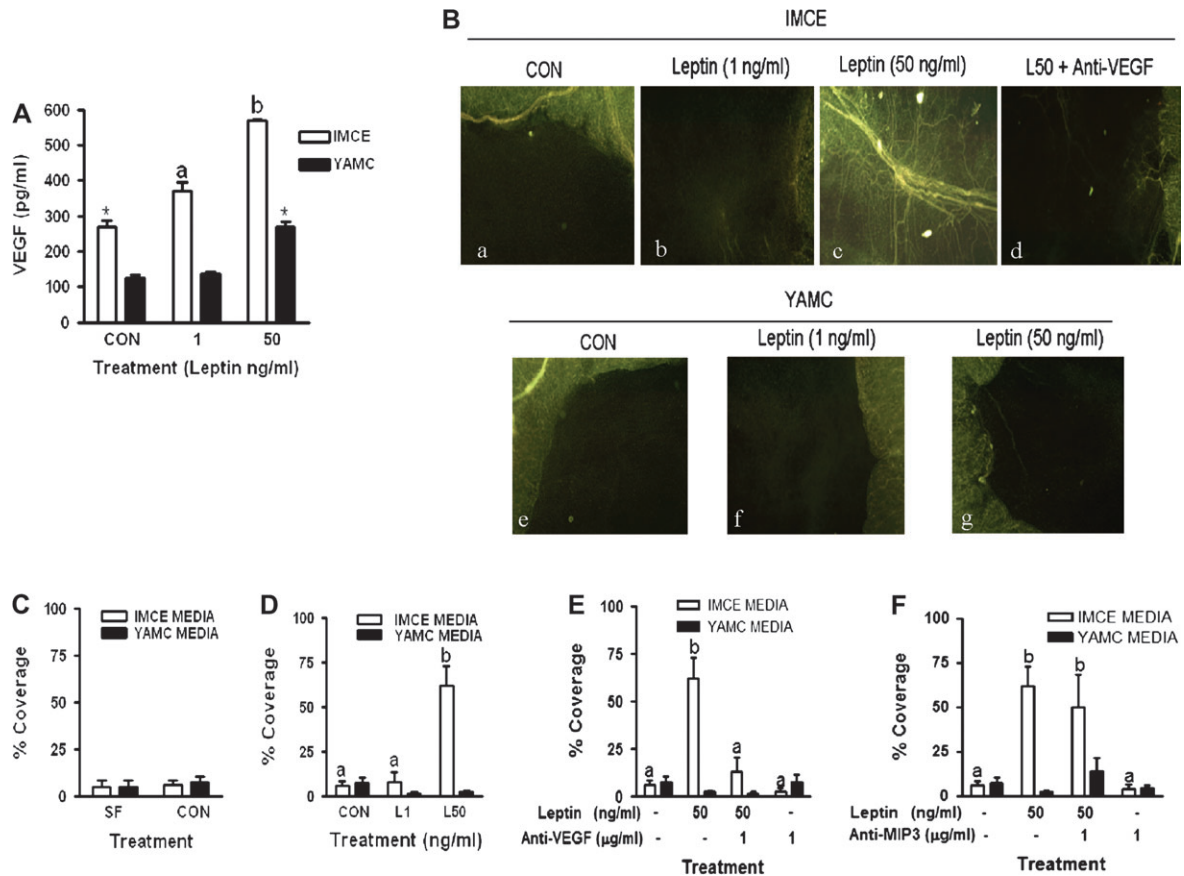 A
VEGF (pg/ml)
600
500
400
300
200
100
0
* a b *
IMCE
YAMC
CON 1 50
Treatment (Leptin ng/ml)
B
IMCE
CON Leptin (1 ng/ml) Leptin (50 ng/ml) L50 + Anti-VEGF
a b c d
YAMC
CON Leptin (1 ng/ml) Leptin (50 ng/ml)
e f g
C
% Coverage
100
75
50
25
0
IMCE MEDIA
YAMC MEDIA
SF CON
Treatment
D
% Coverage
100
75
50
25
0
IMCE MEDIA
YAMC MEDIA
a a b
CON L1 L50
Treatment (ng/ml)
E
% Coverage
100
75
50
25
0
IMCE MEDIA
YAMC MEDIA
a b a a
Leptin (ng/ml) - 50 50 -
Anti-VEGF (µg/ml) - - 1 1
Treatment
F
% Coverage
100
75
50
25
0
IMCE MEDIA
YAMC MEDIA
a b b a
Leptin (ng/ml) - 50 50 -
Anti-MIP3 (µg/ml) - - 1 1
Treatment